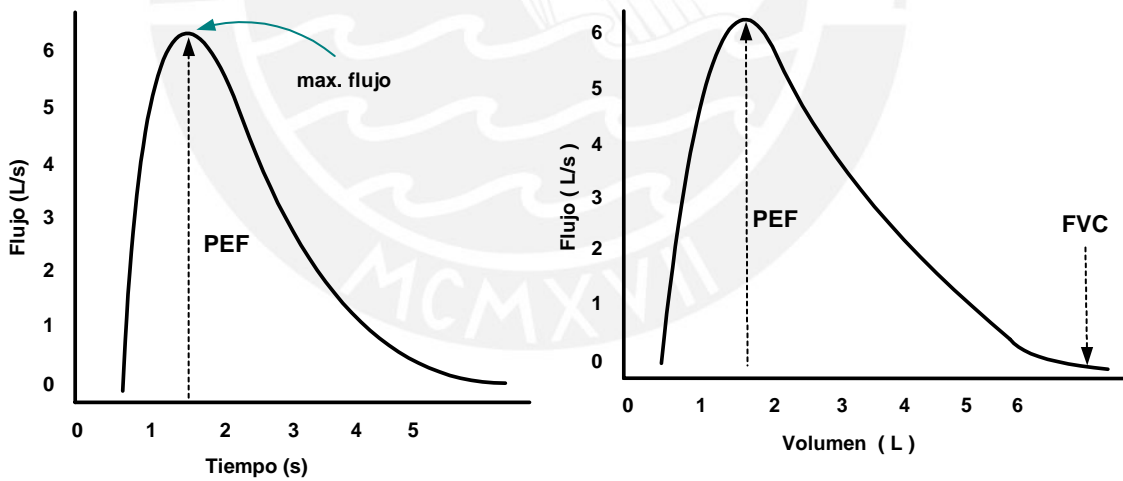 6
5
4
3
2
1
0
Flujo (L/s)
max. flujo
PEF
0 1 2 3 4 5
Tiempo (s)
6
5
4
3
2
1
0
Flujo ( L/s )
PEF
FVC
0 1 2 3 4 5 6
Volumen ( L )
MCMXVII